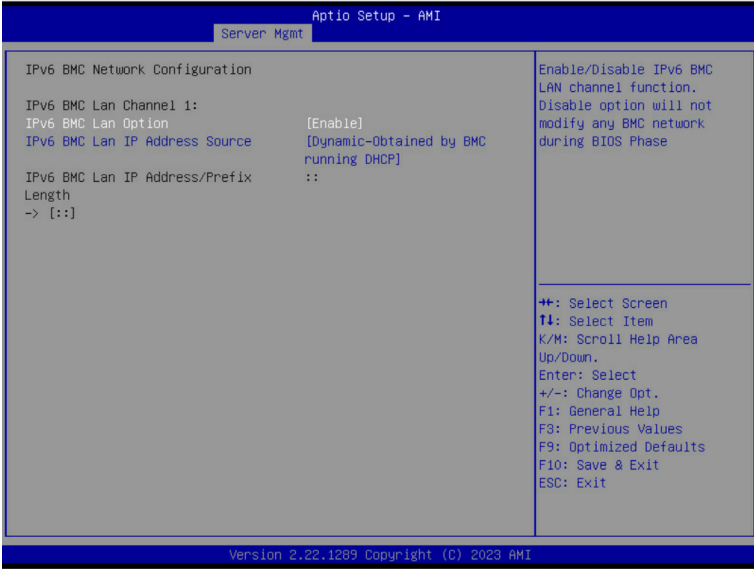 Aptio Setup - AMI
Server Mgmt
IPv6 BMC Network Configuration
IPv6 BMC Lan Channel 1:
IPv6 BMC Lan Option [Enable]
IPv6 BMC Lan IP Address Source [Dynamic-Obtained by BMC
running DHCP]
IPv6 BMC Lan IP Address/Prefix ::
Length
-> [::]
Enable/Disable IPv6 BMC
LAN channel function.
Disable option will not
modify any BMC network
during BIOS Phase
→←: Select Screen
↑↓: Select Item
K/M: Scroll Help Area
Up/Down.
Enter: Select
+/-: Change Opt.
F1: General Help
F3: Previous Values
F9: Optimized Defaults
F10: Save & Exit
ESC: Exit
Version 2.22.1289 Copyright (C) 2023 AMI